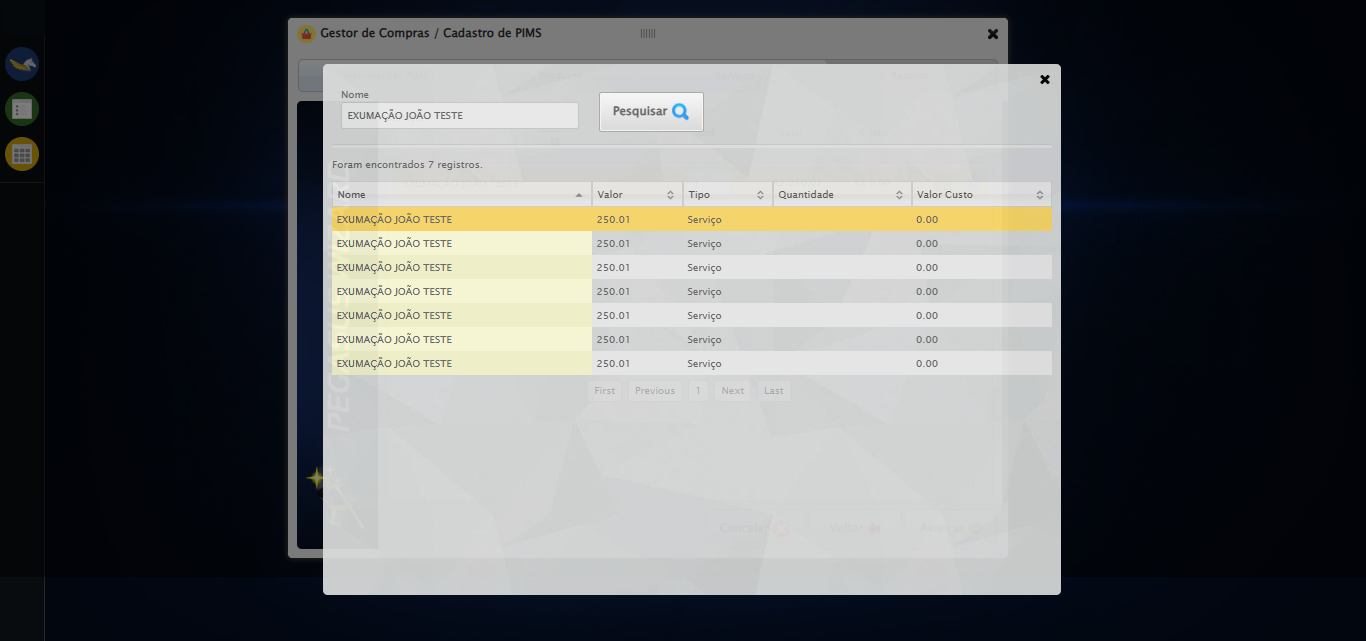 Gestor de Compras / Cadastro de PIMS
Nome
EXUMAÇÃO JOÃO TESTE
Pesquisar
Foram encontrados 7 registros.
Nome Valor Tipo Quantidade Valor Custo
EXUMAÇÃO JOÃO TESTE 250.01 Serviço 0.00
EXUMAÇÃO JOÃO TESTE 250.01 Serviço 0.00
EXUMAÇÃO JOÃO TESTE 250.01 Serviço 0.00
EXUMAÇÃO JOÃO TESTE 250.01 Serviço 0.00
EXUMAÇÃO JOÃO TESTE 250.01 Serviço 0.00
EXUMAÇÃO JOÃO TESTE 250.01 Serviço 0.00
EXUMAÇÃO JOÃO TESTE 250.01 Serviço 0.00
First Previous 1 Next Last
Cancelar Voltar Avançar